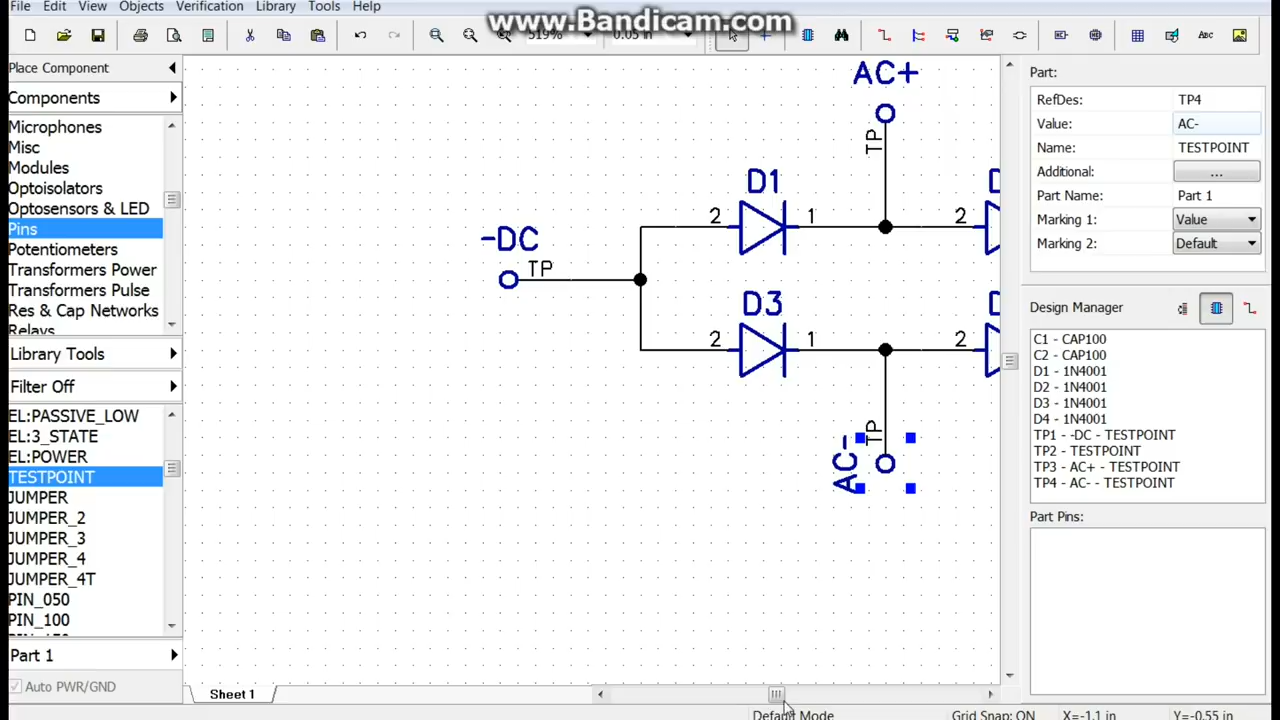 File Edit View Objects Verification Library Tools Help
www.Bandicam.com
519% 0.05 in
Abc
Place Component
Components
Microphones
Misc
Modules
Optoisolators
Optosensors & LED
Pins
Potentiometers
Transformers Power
Transformers Pulse
Res & Cap Networks
Relays
Library Tools
Filter Off
EL:PASSIVE_LOW
EL:3_STATE
EL:POWER
TESTPOINT
JUMPER
JUMPER_2
JUMPER_3
JUMPER_4
JUMPER_4T
PIN_050
PIN_100
Part 1
Auto PWR/GND
AC+
TP
D1
2 1 2
-DC
TP
D3
2 1 2
TP
AC-
Sheet 1
Part:
RefDes: TP4
Value: AC-
Name: TESTPOINT
Additional: ...
Part Name: Part 1
Marking 1: Value
Marking 2: Default
Design Manager
C1 - CAP100
C2 - CAP100
D1 - 1N4001
D2 - 1N4001
D3 - 1N4001
D4 - 1N4001
TP1 - -DC - TESTPOINT
TP2 - TESTPOINT
TP3 - AC+ - TESTPOINT
TP4 - AC- - TESTPOINT
Part Pins:
Default Mode Grid Snap: ON X=-1.1 in Y=-0.55 in